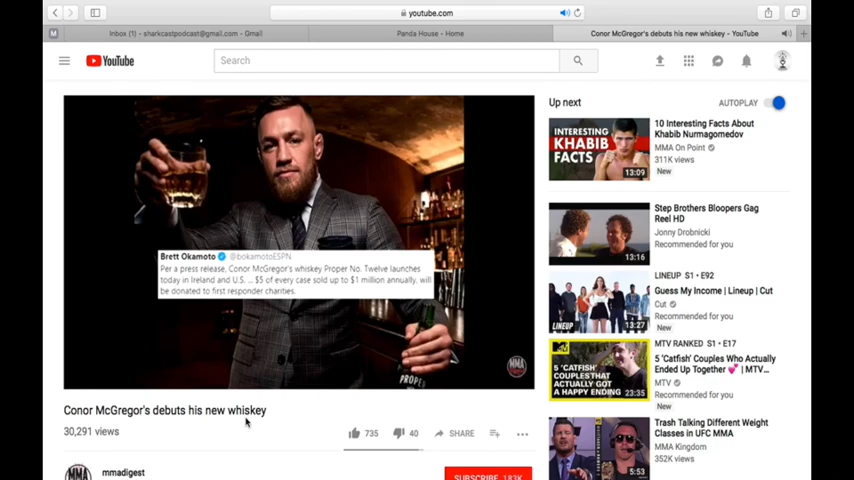 youtube.com
M
Inbox (1) - sharkcastpodcast@gmail.com - Gmail
Panda House - Home
Conor McGregor's debuts his new whiskey - YouTube
YouTube
Search
Brett Okamoto @bokamotoESPN
Per a press release, Conor McGregor's whiskey Proper No. Twelve launches
today in Ireland and U.S. ... $5 of every case sold up to $1 million annually, will
be donated to first responder charities.
PROPER
MMA
Conor McGregor's debuts his new whiskey
30,291 views
735
40
SHARE
MMA
mmadigest
SUBSCRIBE 183K
Up next
AUTOPLAY
INTERESTING
KHABIB
FACTS
13:09
10 Interesting Facts About
Khabib Nurmagomedov
MMA On Point
311K views
New
13:16
Step Brothers Bloopers Gag
Reel HD
Jonny Drobnicki
Recommended for you
LINEUP
13:27
LINEUP S1 • E92
Guess My Income | Lineup | Cut
Cut
Recommended for you
New
5 'CATFISH'
COUPLES THAT
ACTUALLY GOT
A HAPPY ENDING
23:35
MTV RANKED S1 • E17
5 'Catfish' Couples Who Actually
Ended Up Together 💕 | MTV...
MTV
Recommended for you
New
5:53
Trash Talking Different Weight
Classes in UFC MMA
MMA Kingdom
352K views